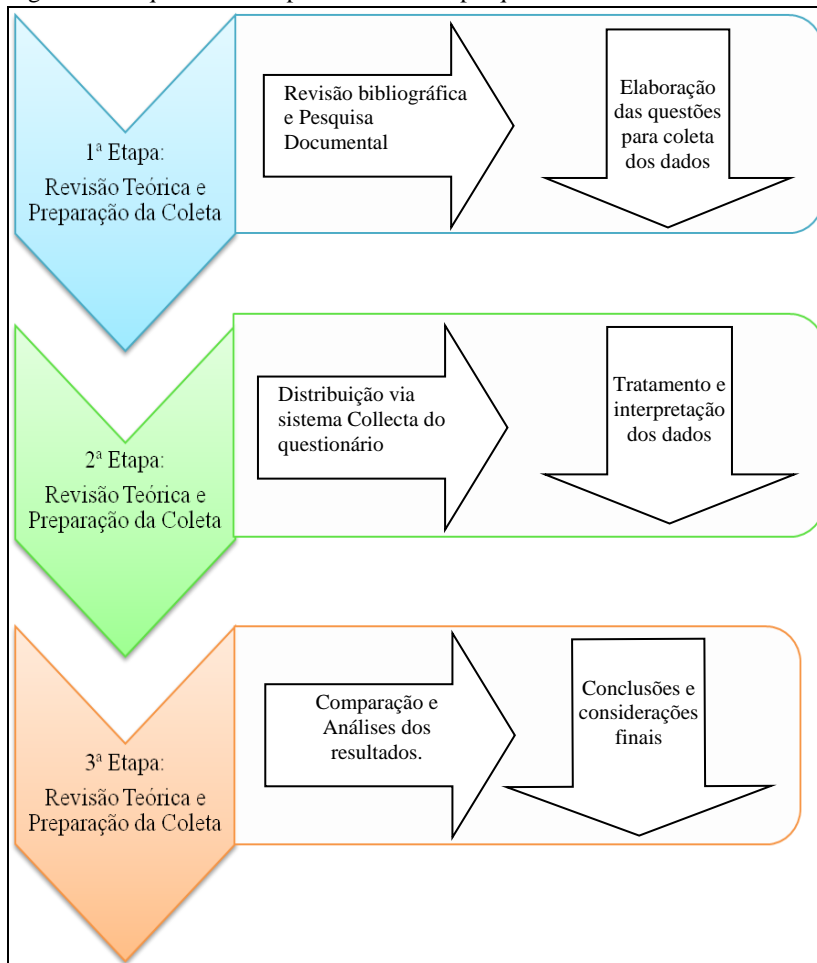 1ª Etapa:
Revisão Teórica e
Preparação da Coleta
Revisão bibliográfica
e Pesquisa
Documental
Elaboração
das questões
para coleta
dos dados
2ª Etapa:
Revisão Teórica e
Preparação da Coleta
Distribuição via
sistema Collecta do
questionário
Tratamento e
interpretação
dos dados
3ª Etapa:
Revisão Teórica e
Preparação da Coleta
Comparação e
Análises dos
resultados.
Conclusões e
considerações
finais